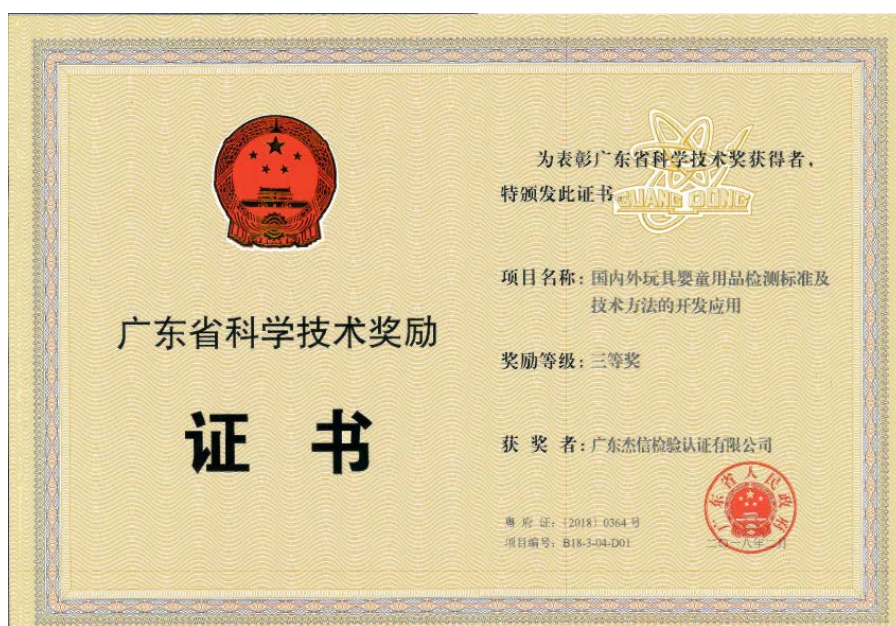 广东省科学技术奖励
证书
为表彰广东省科学技术奖获得者，
特颁发此证书。
GUANG DONG
项目名称：国内外玩具婴童用品检测标准及
技术方法的开发应用
奖励等级：三等奖
获奖者：广东杰信检验认证有限公司
粤府证：〔2018〕0364号
项目编号：B18-3-04-D01
二〇一八年二月
广东省人民政府